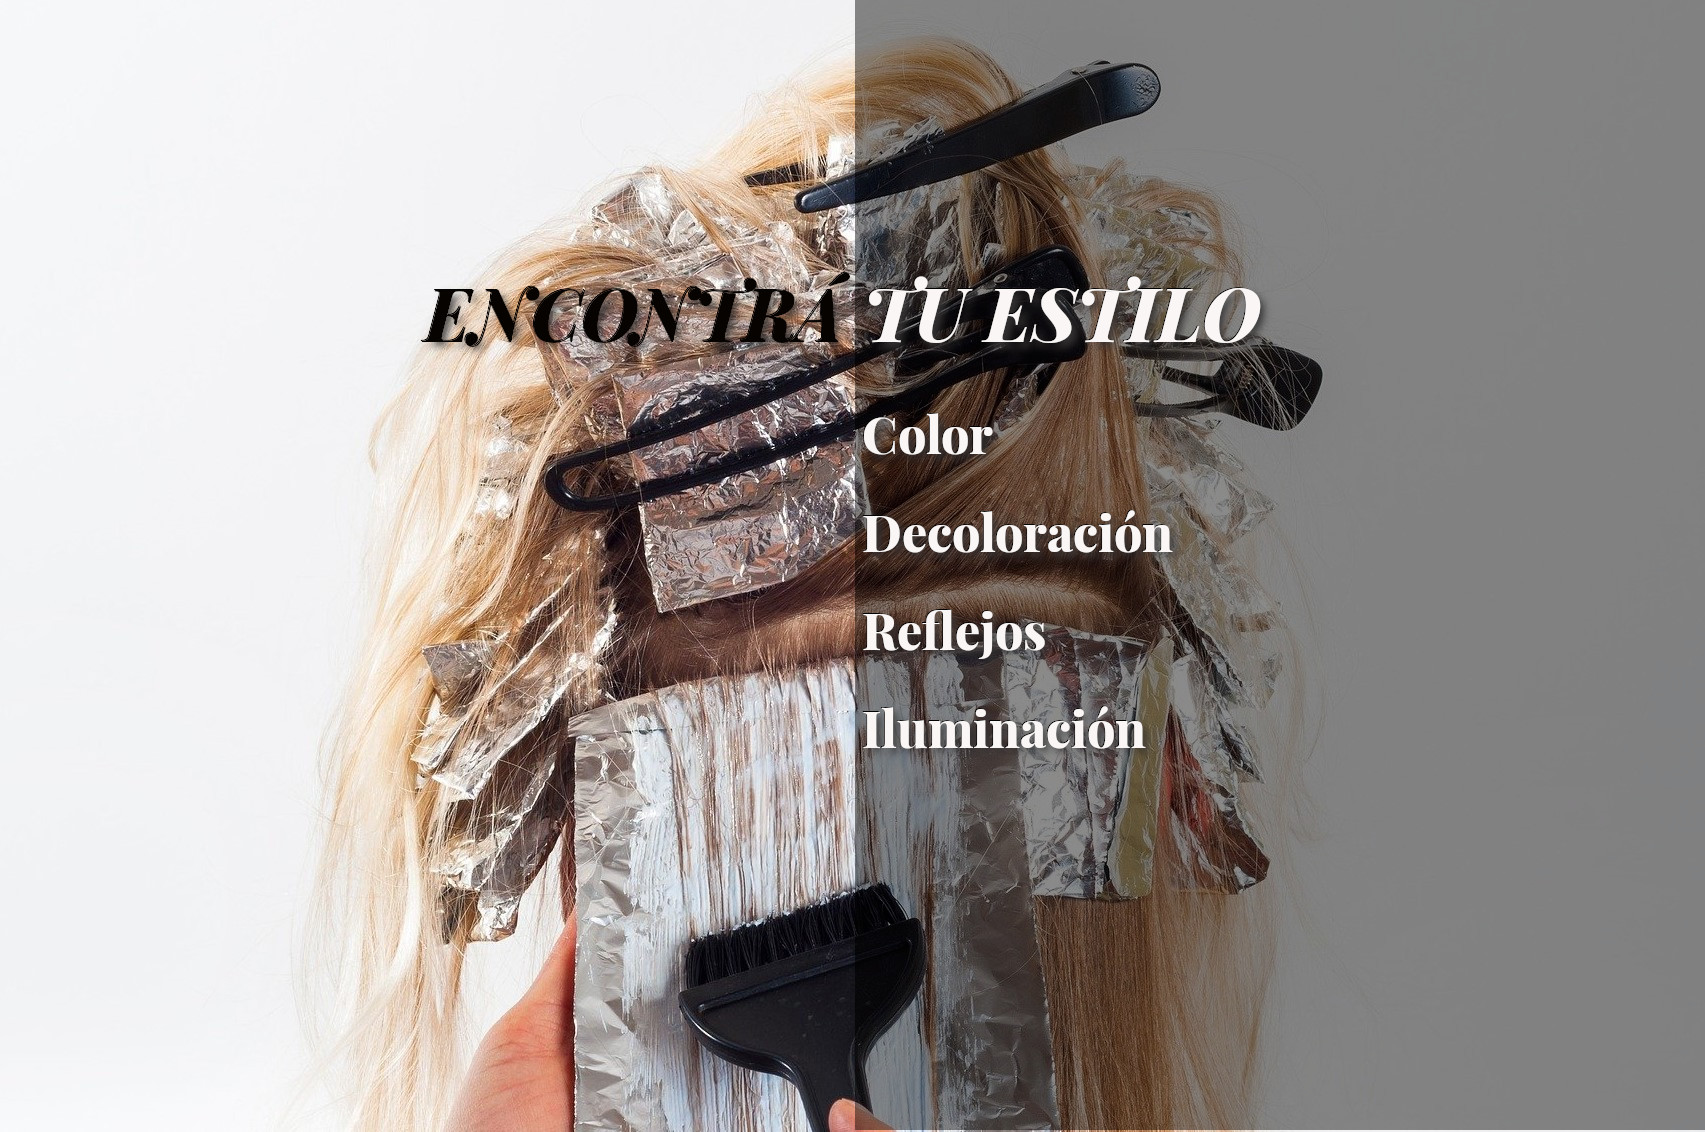 ENCONTRÁ TU ESTILO
Color
Decoloración
Reflejos
Iluminación